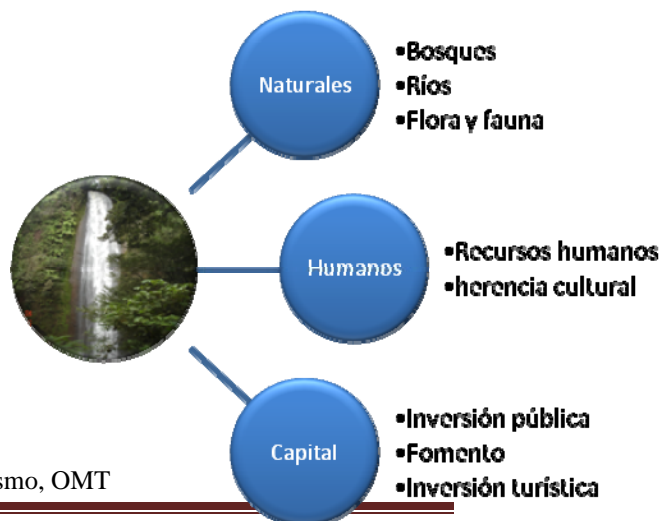 Naturales
•Bosques
•Ríos
•Flora y fauna
Humanos
•Recursos humanos
•herencia cultural
Capital
•Inversión pública
•Fomento
•Inversión turística
smo, OMT